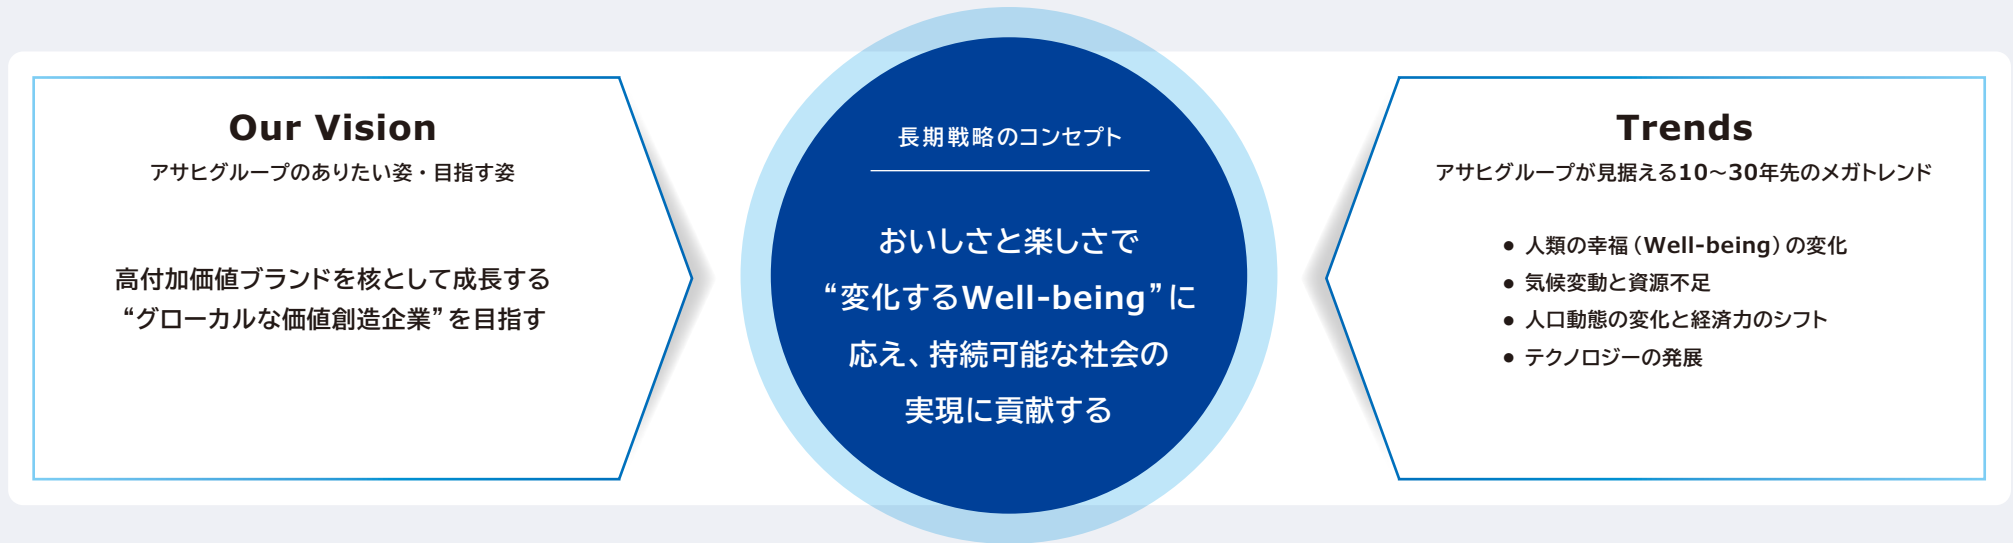 Our Vision
アサヒグループのありたい姿・目指す姿
高付加価値ブランドを核として成長する
“グローカルな価値創造企業”を目指す
長期戦略のコンセプト
おいしさと楽しさで
“変化するWell-being”に
応え、持続可能な社会の
実現に貢献する
Trends
アサヒグループが見据える10～30年先のメガトレンド
● 人類の幸福（Well-being）の変化
● 気候変動と資源不足
● 人口動態の変化と経済力のシフト
● テクノロジーの発展